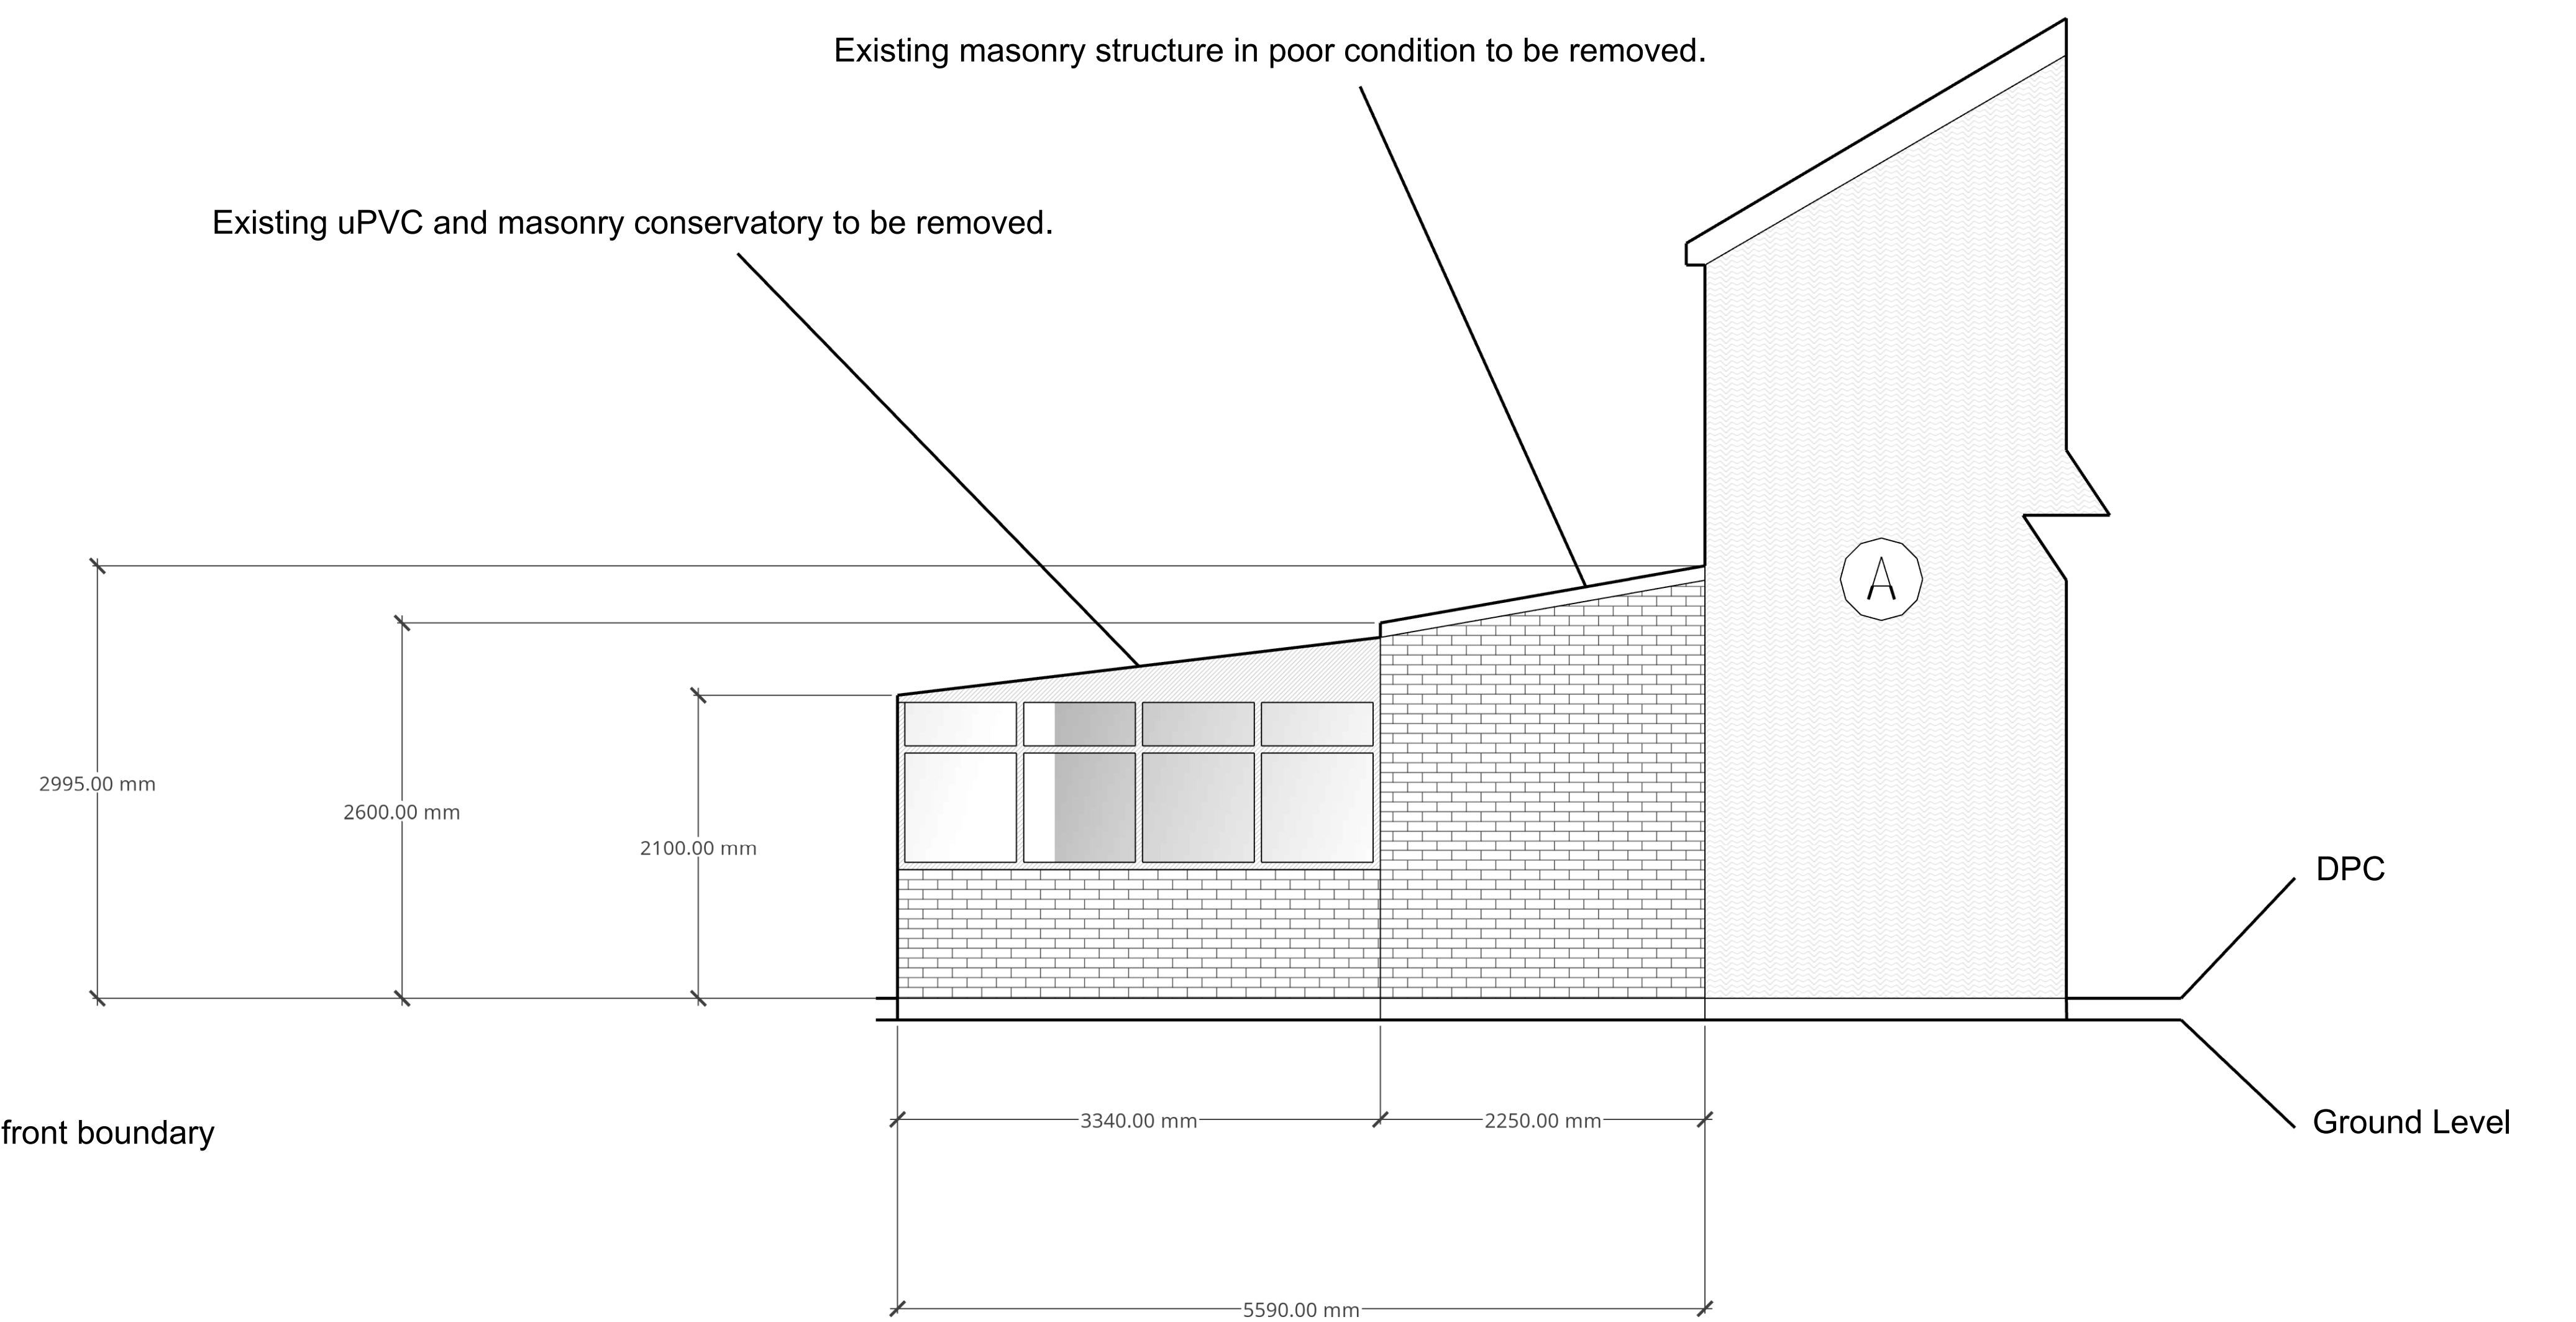 Existing masonry structure in poor condition to be removed.
Existing uPVC and masonry conservatory to be removed.
A
2995.00 mm
2600.00 mm
2100.00 mm
DPC
3340.00 mm
2250.00 mm
Ground Level
front boundary
5590.00 mm